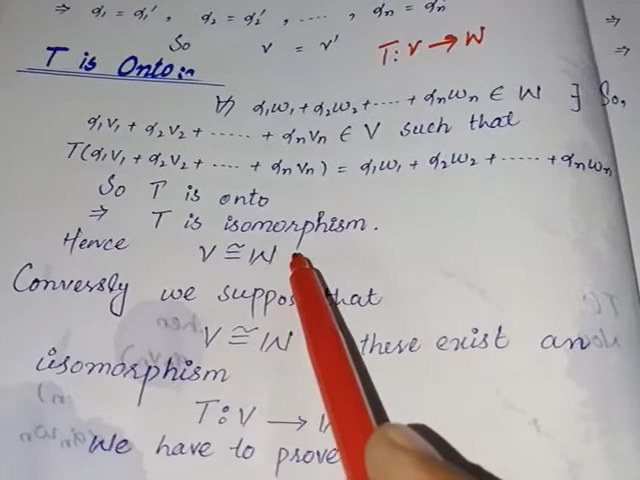 ⇒ α₁ = α₁', α₂ = α₂', ....., αₙ = αₙ'
So v = v' T: V → W
T is Onto:
∀ α₁w₁ + α₂w₂ + ..... + αₙwₙ ∈ W ∃ So,
α₁v₁ + α₂v₂ + ...... + αₙvₙ ∈ V such that
T(α₁v₁ + α₂v₂ + .... + αₙvₙ) = α₁w₁ + α₂w₂ + ...... + αₙwₙ
So T is onto
⇒ T is isomorphism.
Hence V ≅ W
Conversly we suppos that
V ≅ W there exist an
isomorphism
T: V →
We have to prove